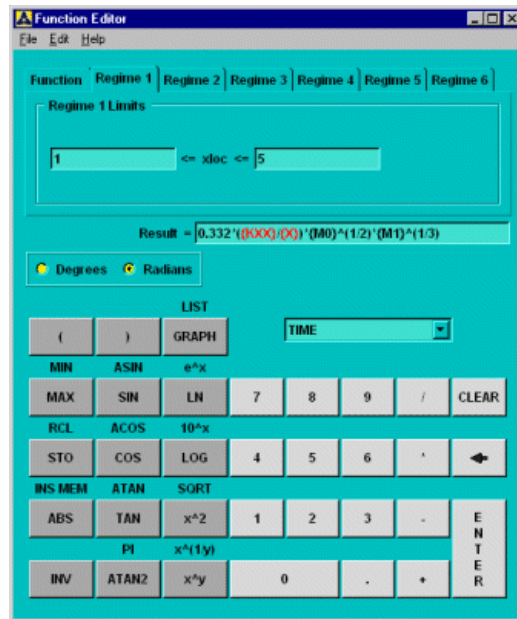 Function Editor
File Edit Help
Function Regime 1 Regime 2 Regime 3 Regime 4 Regime 5 Regime 6
Regime 1 Limits
1 <= xloc <= 5
Result = 0.332*({KXX}/{X})*{M0}^(1/2)*{M1}^(1/3)
Degrees Radians
LIST
( ) GRAPH TIME
MIN ASIN e^x
MAX SIN LN 7 8 9 / CLEAR
RCL ACOS 10^x
STO COS LOG 4 5 6 *
INS MEM ATAN SQRT
ABS TAN x^2 1 2 3 - ENTER
PI x^(1/y)
INV ATAN2 x^y 0 . +